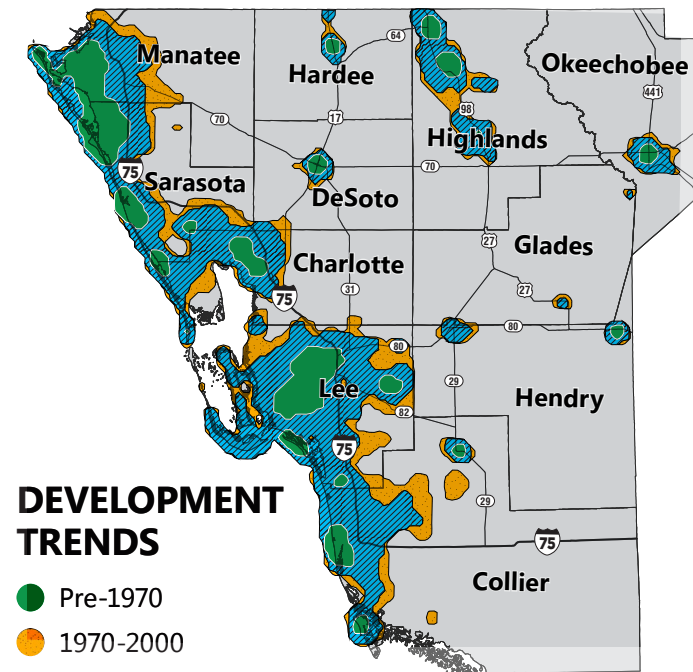 Manatee
64
Hardee
Okeechobee
441
98
70
17
Highlands
75
70
Sarasota
DeSoto
27
Glades
Charlotte
31
75
27
80
80
29
Lee
Hendry
82
75
29
75
Collier
DEVELOPMENT
TRENDS
Pre-1970
1970-2000